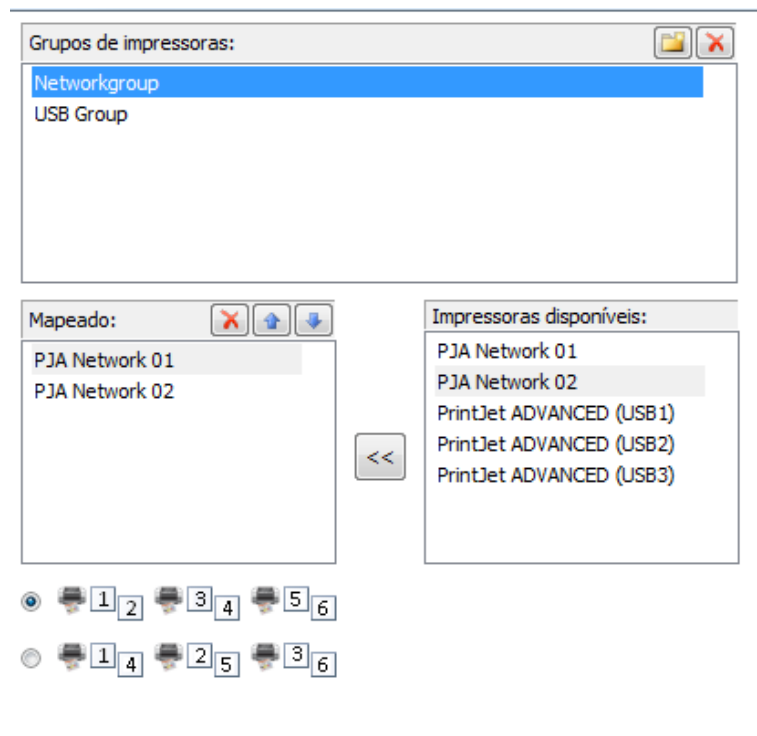 Grupos de impressoras:
Networkgroup
USB Group
Mapeado:
PJA Network 01
PJA Network 02
<<
Impressoras disponíveis:
PJA Network 01
PJA Network 02
PrintJet ADVANCED (USB1)
PrintJet ADVANCED (USB2)
PrintJet ADVANCED (USB3)
1 2 3 4 5 6
1 4 2 5 3 6